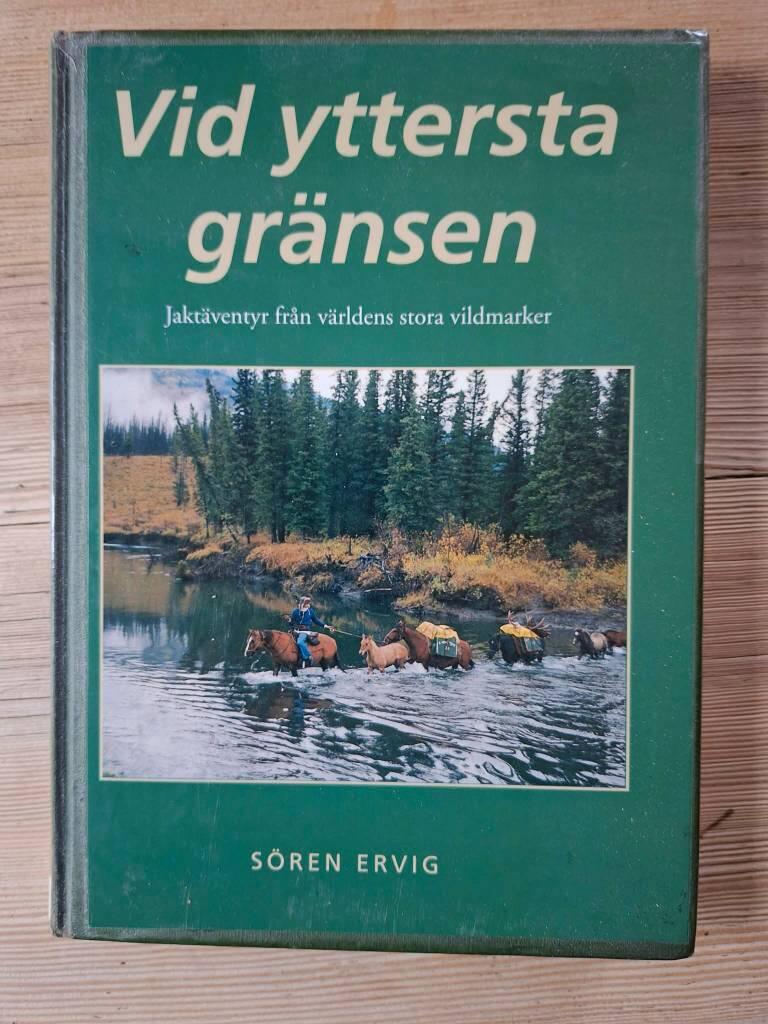 Vid yttersta
gränsen
Jaktäventyr från världens stora vildmarker
SÖREN ERVIG